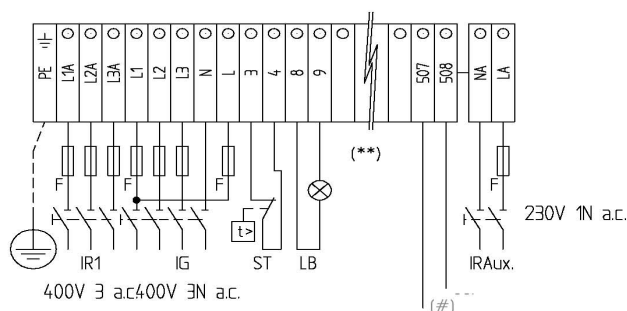 PE L1A L2A L3A L1 L2 L3 N L 3 4 8 9 507 508 NA LA
(**)
F F F F
t>
230V 1N a.c.
IR1 IG ST LB IRAux.
400V 3 a.c.400V 3N a.c.
(#)